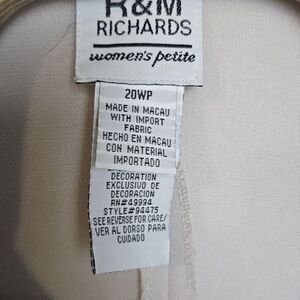 R&M
RICHARDS
women's petite
20WP
MADE IN MACAU
WITH IMPORT
FABRIC
HECHO EN MACAU
CON MATERIAL
IMPORTADO
DECORATION
EXCLUSIVO DE
DECORACION
RN#49994
STYLE#94475
SEE REVERSE FOR CARE/
VER AL DORSO PARA
CUIDADO